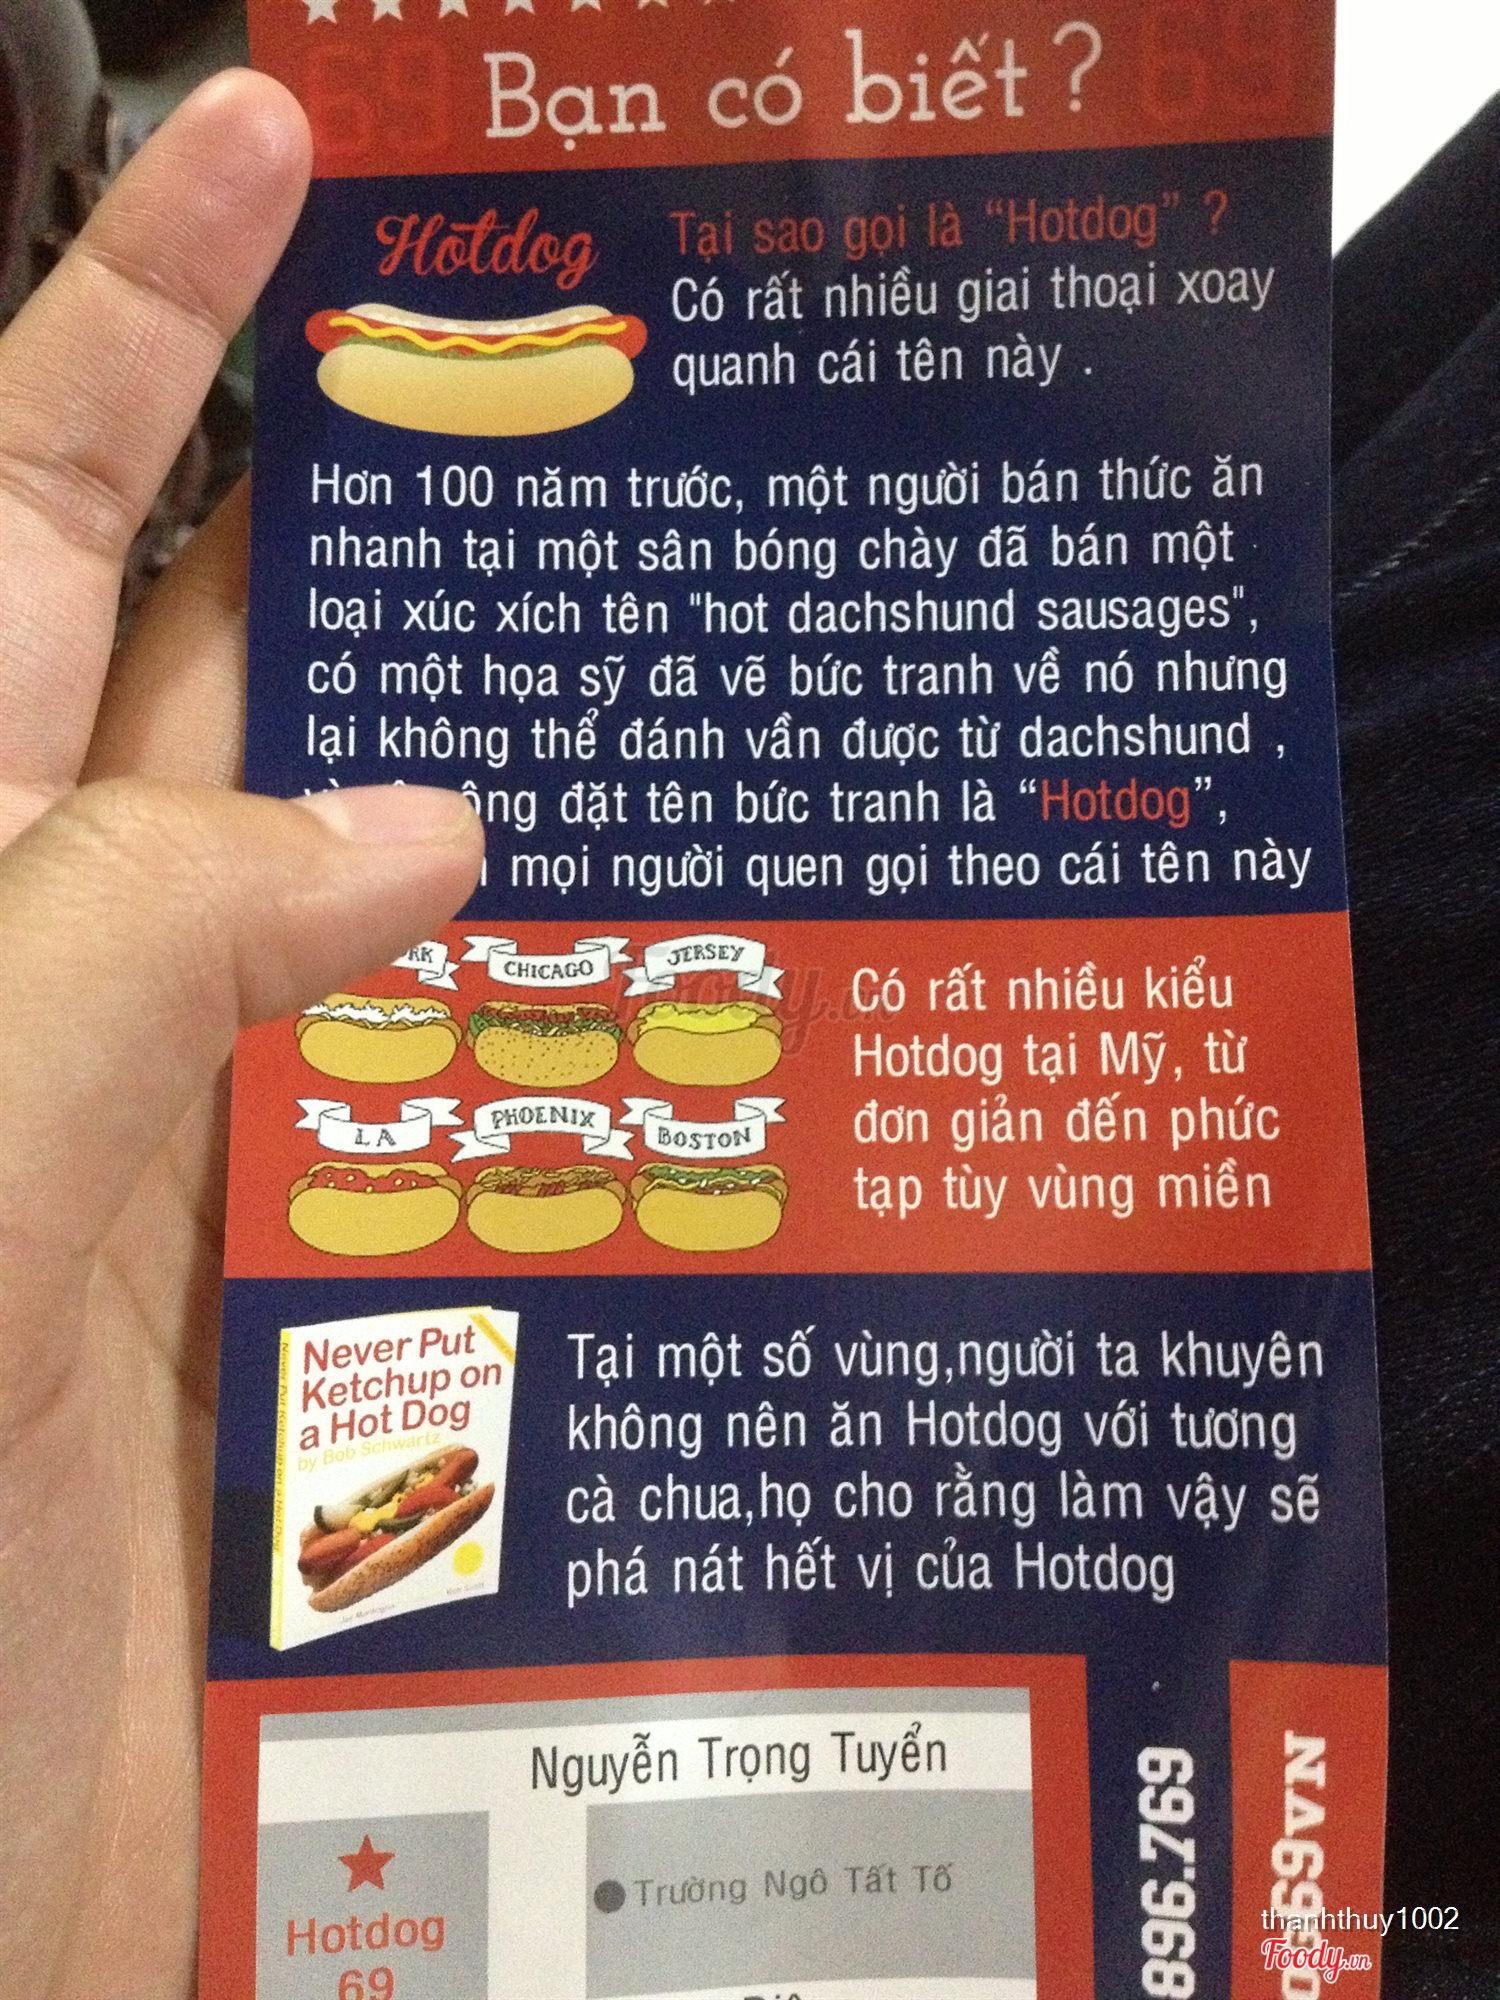 69 Bạn có biết ? 69
Hotdog
Tại sao gọi là “Hotdog” ?
Có rất nhiều giai thoại xoay
quanh cái tên này .
Hơn 100 năm trước, một người bán thức ăn
nhanh tại một sân bóng chày đã bán một
loại xúc xích tên "hot dachshund sausages",
có một họa sỹ đã vẽ bức tranh về nó nhưng
lại không thể đánh vần được từ dachshund ,
đặt tên bức tranh là “Hotdog”,
mọi người quen gọi theo cái tên này
CHICAGO
JERSEY
LA
PHOENIX
BOSTON
Có rất nhiều kiểu
Hotdog tại Mỹ, từ
đơn giản đến phức
tạp tùy vùng miền
Never Put
Ketchup on
a Hot Dog
by Bob Schwartz
Tại một số vùng,người ta khuyên
không nên ăn Hotdog với tương
cà chua,họ cho rằng làm vậy sẽ
phá nát hết vị của Hotdog
Nguyễn Trọng Tuyển
Trường Ngô Tất Tố
Hotdog
69
896.769
69VN
thanhthuy1002
Foody.vn